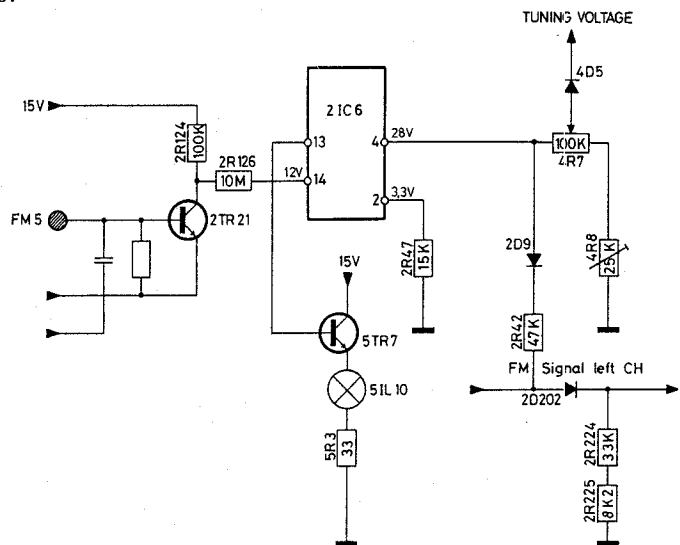 TUNING VOLTAGE
4D5
15V
2R124
100K
2IC6
13
4
28V
100K
4R7
2R126
10M
12V
14
2
3,3V
FM 5
2TR21
2R47
15K
2D9
4R8
25K
15V
2R42
47K
5TR7
FM Signal left CH
5IL10
2D202
5R3
33
2R224
33K
2R225
8K2